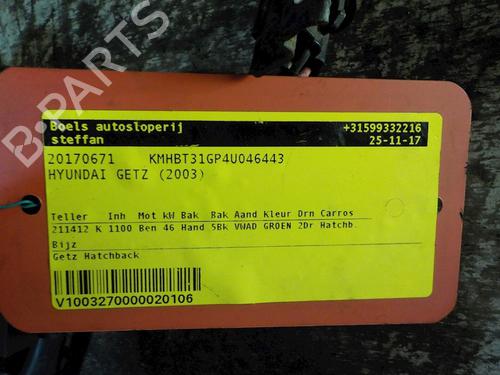 Boels autosloperij +31599332216
steffan 25-11-17
20170671 KMHBT31GP4U046443
HYUNDAI GETZ (2003)
Teller Inh Mot kW Bak Bak Aand Kleur Drn Carros
211412 K 1100 Ben 46 Hand 5Bk VWAD GROEN 2Dr Hatchb.
Bijz
Getz Hatchback
V1003270000020106
B-PARTS